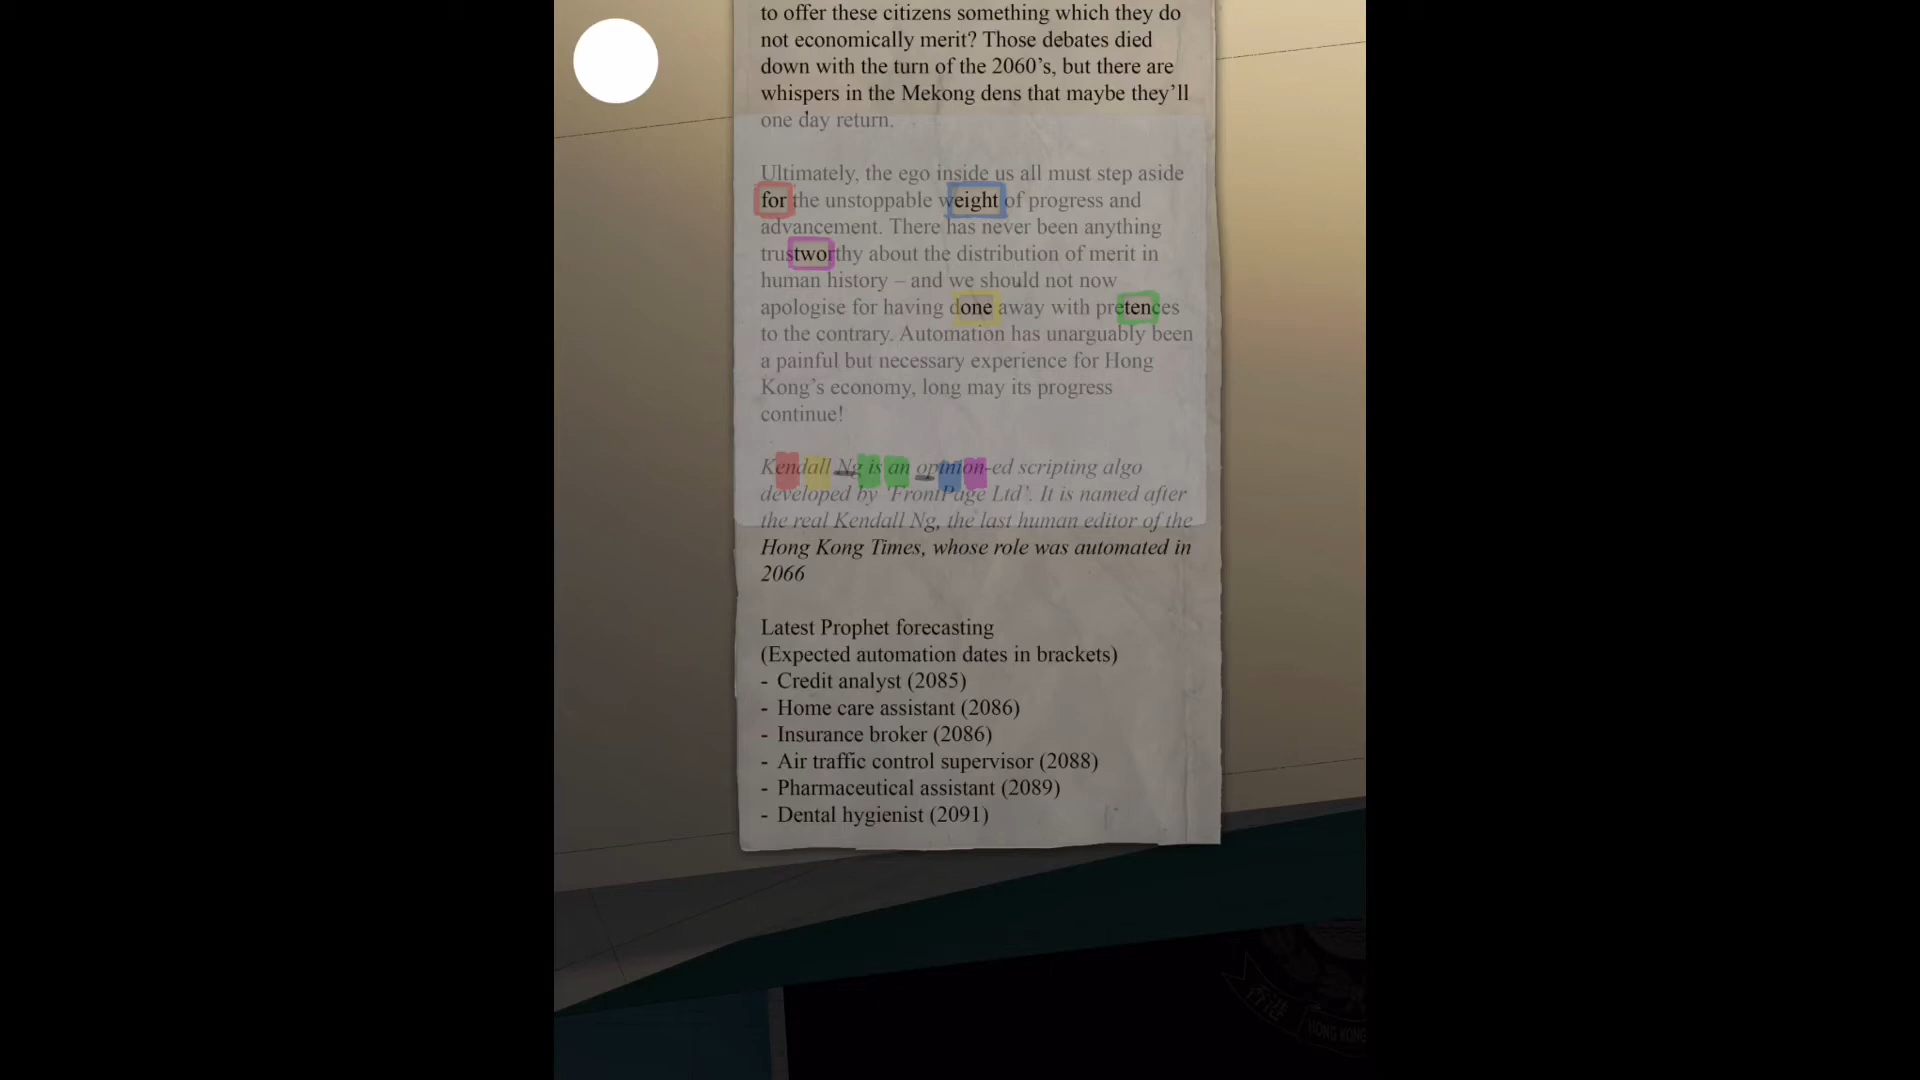 to offer these citizens something which they do
not economically merit? Those debates died
down with the turn of the 2060’s, but there are
whispers in the Mekong dens that maybe they’ll
one day return.
Ultimately, the ego inside us all must step aside
for the unstoppable weight of progress and
advancement. There has never been anything
trustworthy about the distribution of merit in
human history – and we should not now
apologise for having done away with pretences
to the contrary. Automation has unarguably been
a painful but necessary experience for Hong
Kong’s economy, long may its progress
continue!
Kendall Ng is an opinion-ed scripting algo
developed by ‘FrontPage Ltd’. It is named after
the real Kendall Ng, the last human editor of the
Hong Kong Times, whose role was automated in
2066
Latest Prophet forecasting
(Expected automation dates in brackets)
- Credit analyst (2085)
- Home care assistant (2086)
- Insurance broker (2086)
- Air traffic control supervisor (2088)
- Pharmaceutical assistant (2089)
- Dental hygienist (2091)
香港
HONG KONG